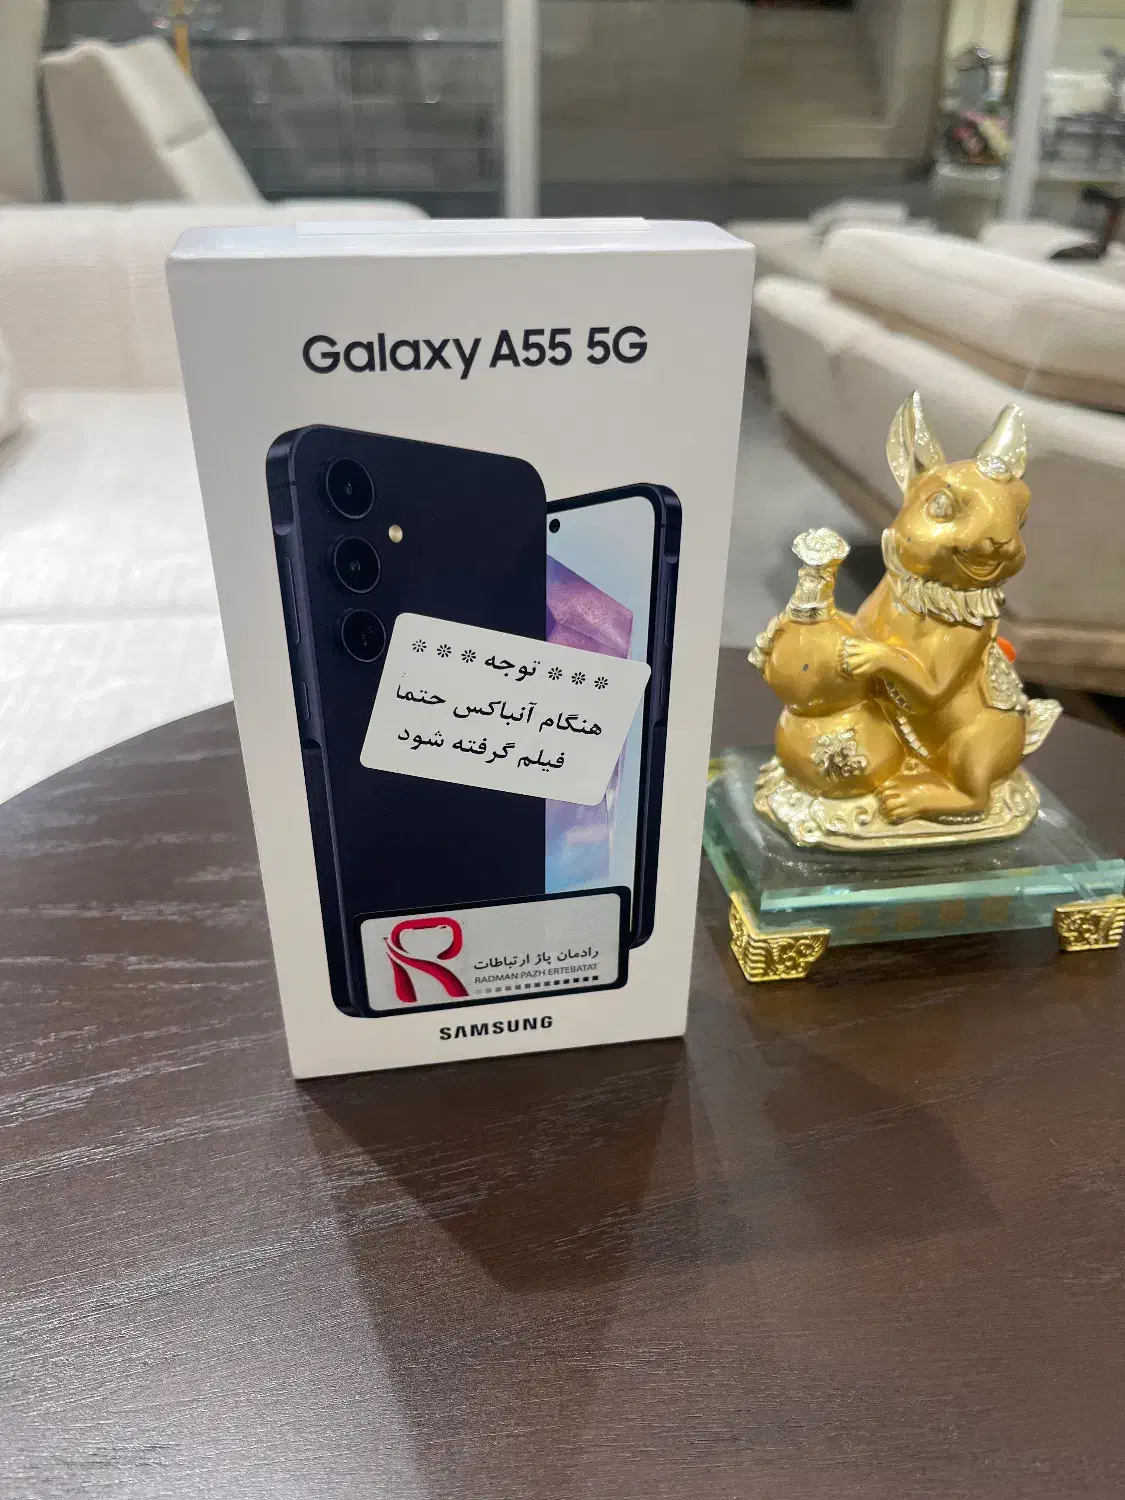 Galaxy A55 5G
❊ ❊ ❊ توجه ❊ ❊ ❊
هنگام آنباکس حتماً
فیلم گرفته شود
رادمان پاژ ارتباطات
RADMAN PAZH ERTEBATAT
SAMSUNG